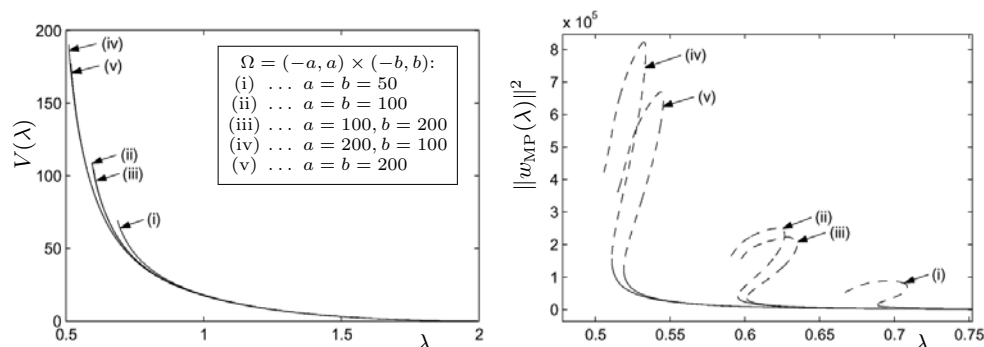 200
150
100
50
0
V(λ)
(iv)
(v)
(ii)
(iii)
(i)
Ω = (−a, a) × (−b, b):
(i) ... a = b = 50
(ii) ... a = b = 100
(iii) ... a = 100, b = 200
(iv) ... a = 200, b = 100
(v) ... a = b = 200
0.5 1 1.5 λ 2
x 10⁵
8
7
6
5
4
3
2
1
0
||w_MP(λ)||²
(iv)
(v)
(ii)
(iii)
(i)
0.5 0.55 0.6 0.65 0.7 λ 0.75